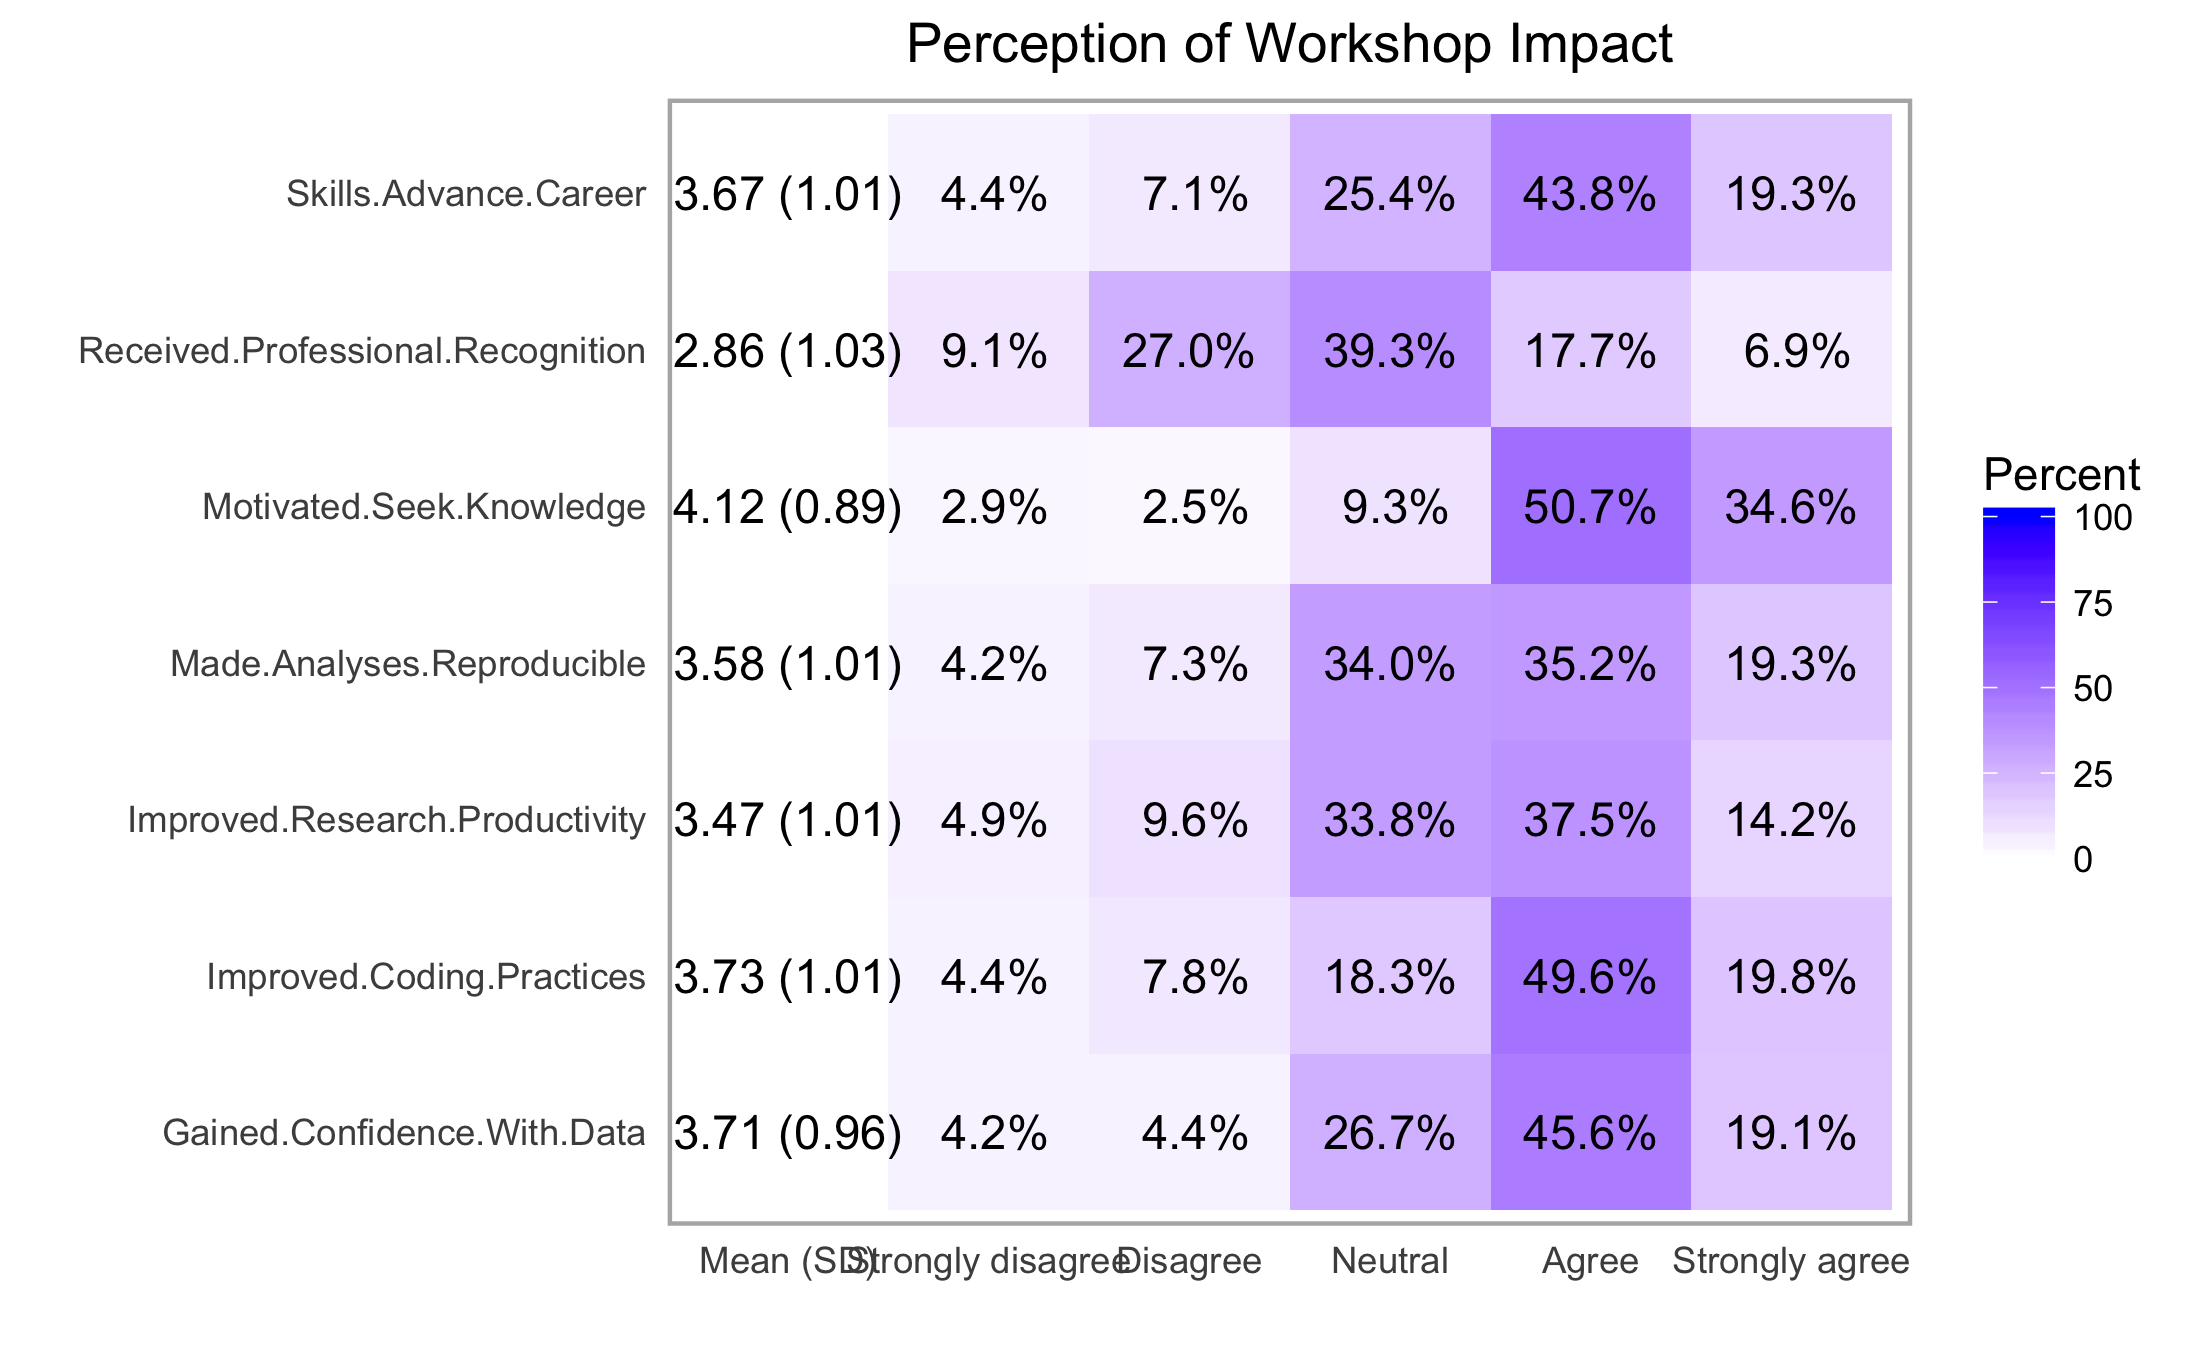 Perception of Workshop Impact
Skills.Advance.Career 3.67 (1.01) 4.4% 7.1% 25.4% 43.8% 19.3%
Received.Professional.Recognition 2.86 (1.03) 9.1% 27.0% 39.3% 17.7% 6.9%
Motivated.Seek.Knowledge 4.12 (0.89) 2.9% 2.5% 9.3% 50.7% 34.6%
Made.Analyses.Reproducible 3.58 (1.01) 4.2% 7.3% 34.0% 35.2% 19.3%
Improved.Research.Productivity 3.47 (1.01) 4.9% 9.6% 33.8% 37.5% 14.2%
Improved.Coding.Practices 3.73 (1.01) 4.4% 7.8% 18.3% 49.6% 19.8%
Gained.Confidence.With.Data 3.71 (0.96) 4.2% 4.4% 26.7% 45.6% 19.1%
Mean (SD) Strongly disagree Disagree Neutral Agree Strongly agree
Percent
100
75
50
25
0